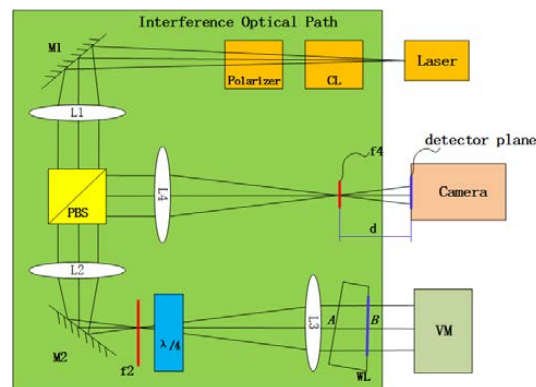 Interference Optical Path
M1
Polarizer
CL
Laser
L1
f4
detector plane
PBS
L4
Camera
d
L2
L3
A
B
VM
M2
f2
λ/4
WL